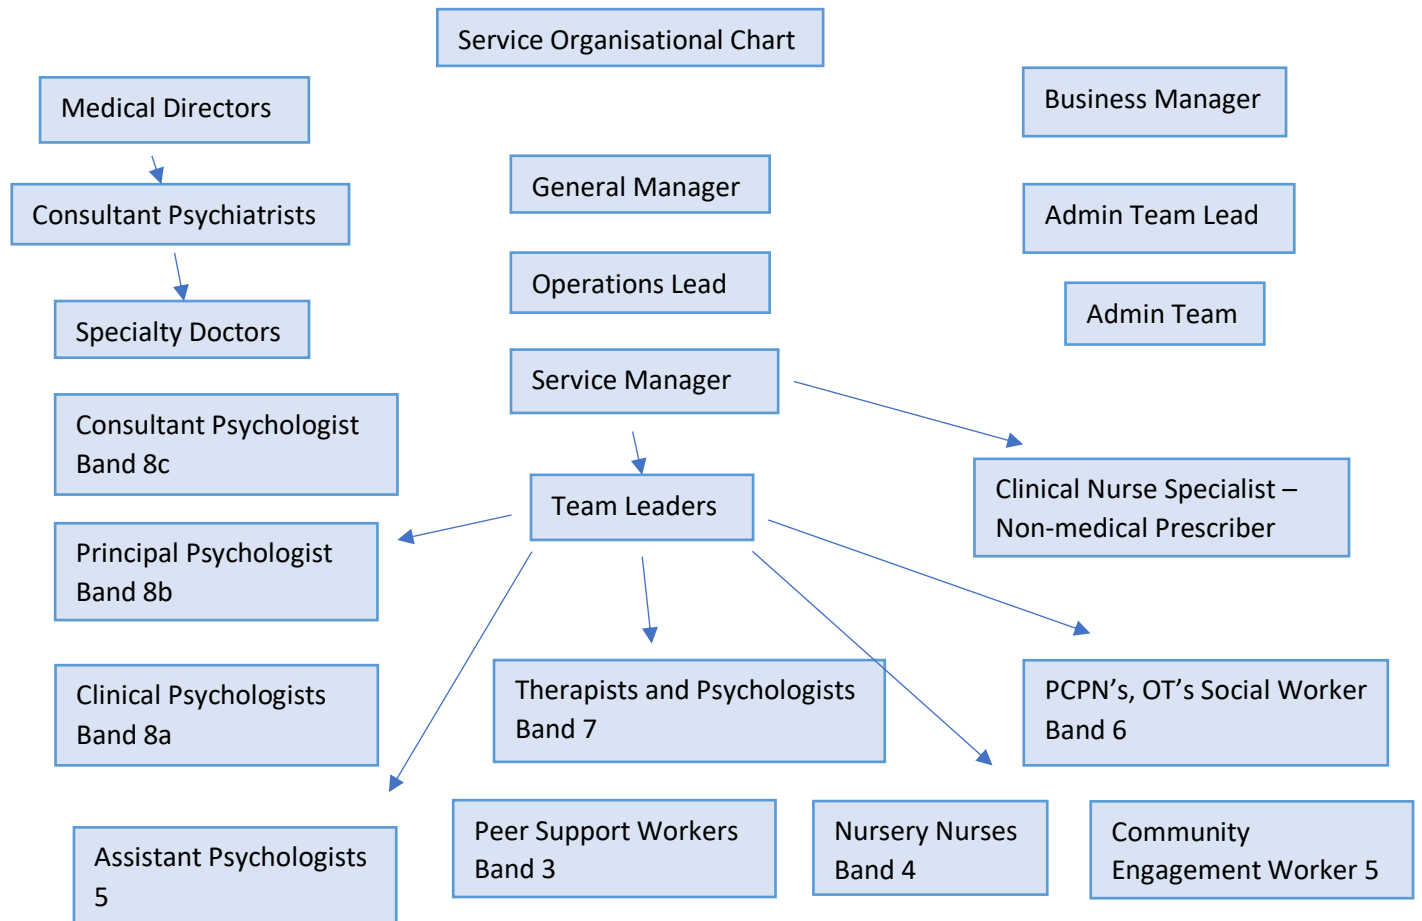 Service Organisational Chart
Medical Directors
Business Manager
General Manager
Consultant Psychiatrists
Admin Team Lead
Operations Lead
Admin Team
Specialty Doctors
Service Manager
Consultant Psychologist
Band 8c
Clinical Nurse Specialist –
Non-medical Prescriber
Team Leaders
Principal Psychologist
Band 8b
Clinical Psychologists
Band 8a
Therapists and Psychologists
Band 7
PCPN’s, OT’s Social Worker
Band 6
Assistant Psychologists
5
Peer Support Workers
Band 3
Nursery Nurses
Band 4
Community
Engagement Worker 5